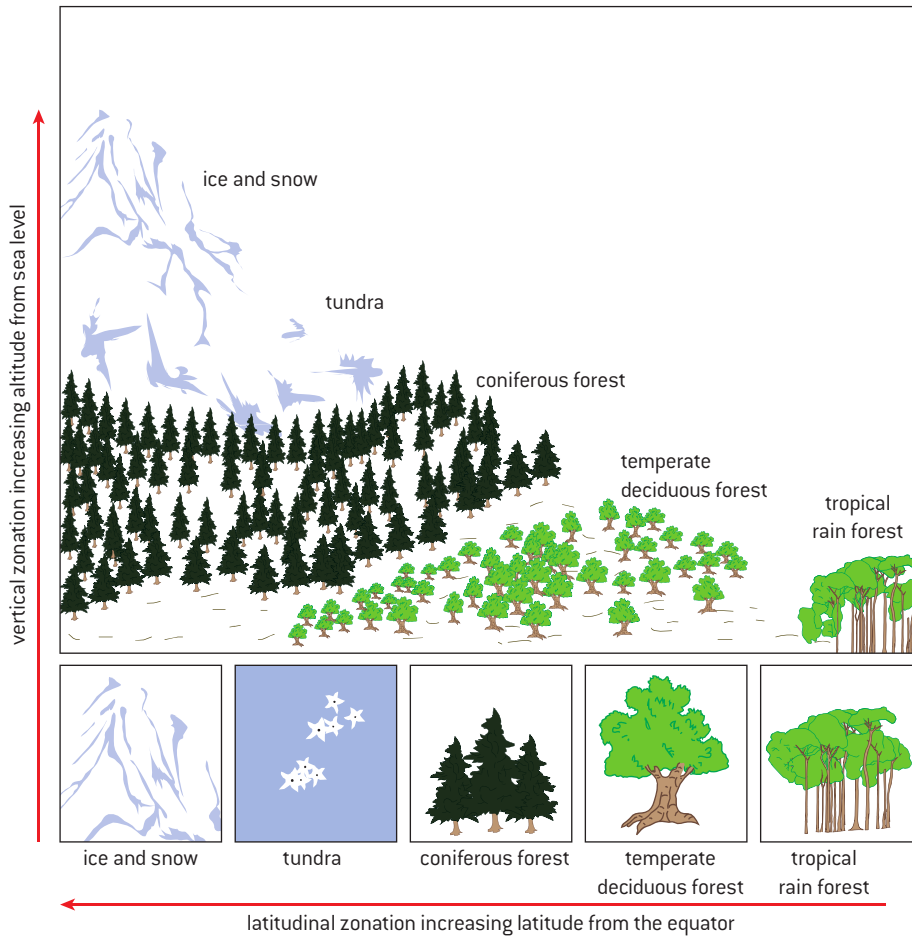 vertical zonation increasing altitude from sea level
ice and snow
tundra
coniferous forest
temperate
deciduous forest
tropical
rain forest
ice and snow
tundra
coniferous forest
temperate
deciduous forest
tropical
rain forest
latitudinal zonation increasing latitude from the equator